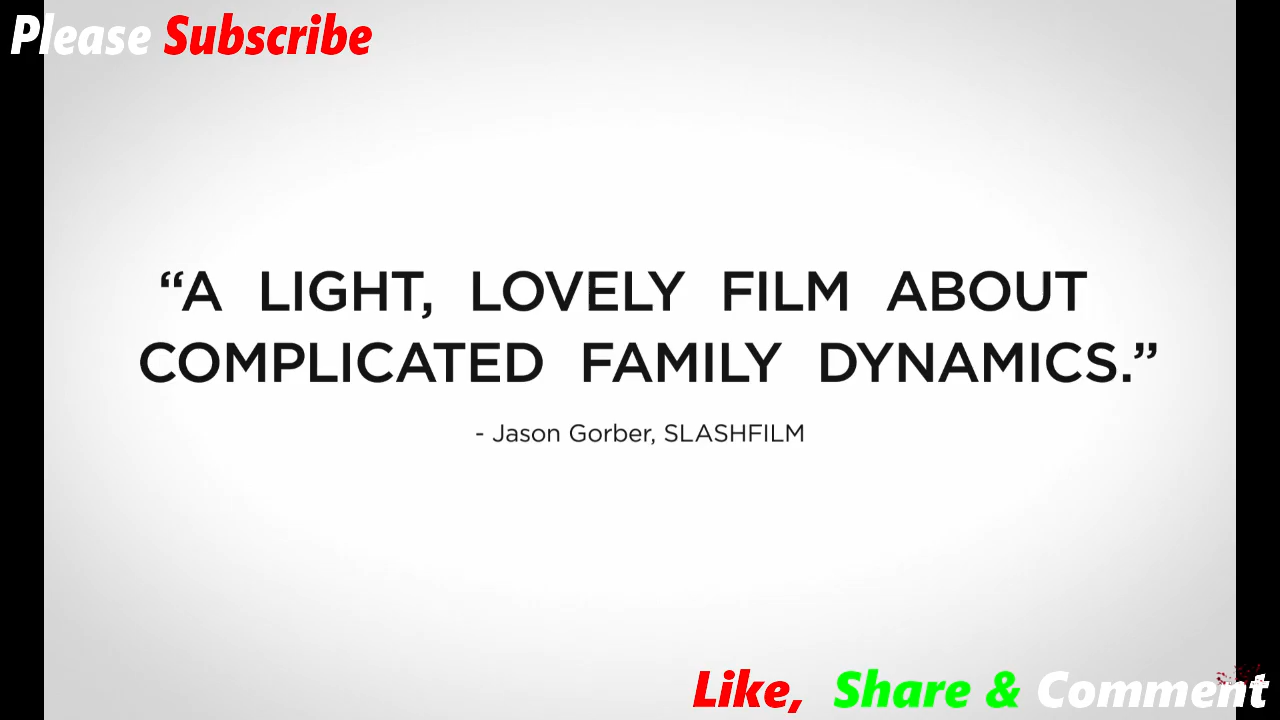 Please Subscribe
“A LIGHT, LOVELY FILM ABOUT
COMPLICATED FAMILY DYNAMICS.”
- Jason Gorber, SLASHFILM
Like, Share & Comment